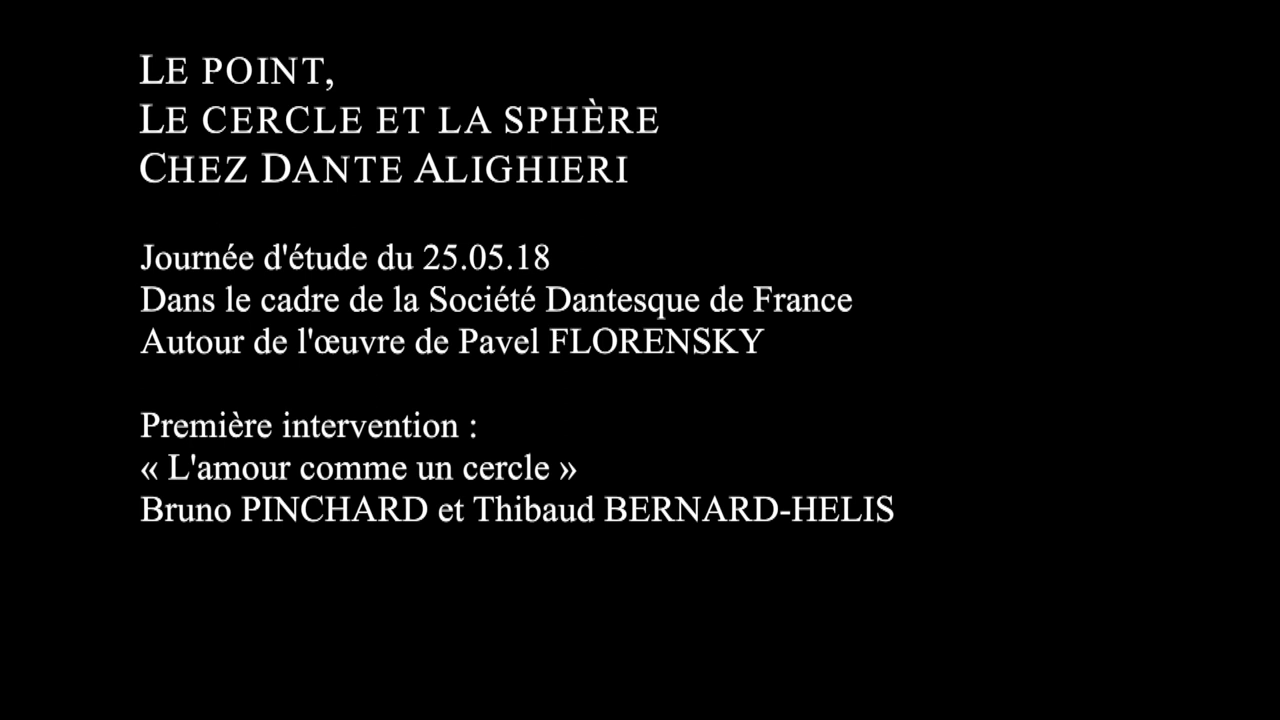 LE POINT,
LE CERCLE ET LA SPHÈRE
CHEZ DANTE ALIGHIERI
Journée d'étude du 25.05.18
Dans le cadre de la Société Dantesque de France
Autour de l'œuvre de Pavel FLORENSKY
Première intervention :
« L'amour comme un cercle »
Bruno PINCHARD et Thibaud BERNARD-HELIS